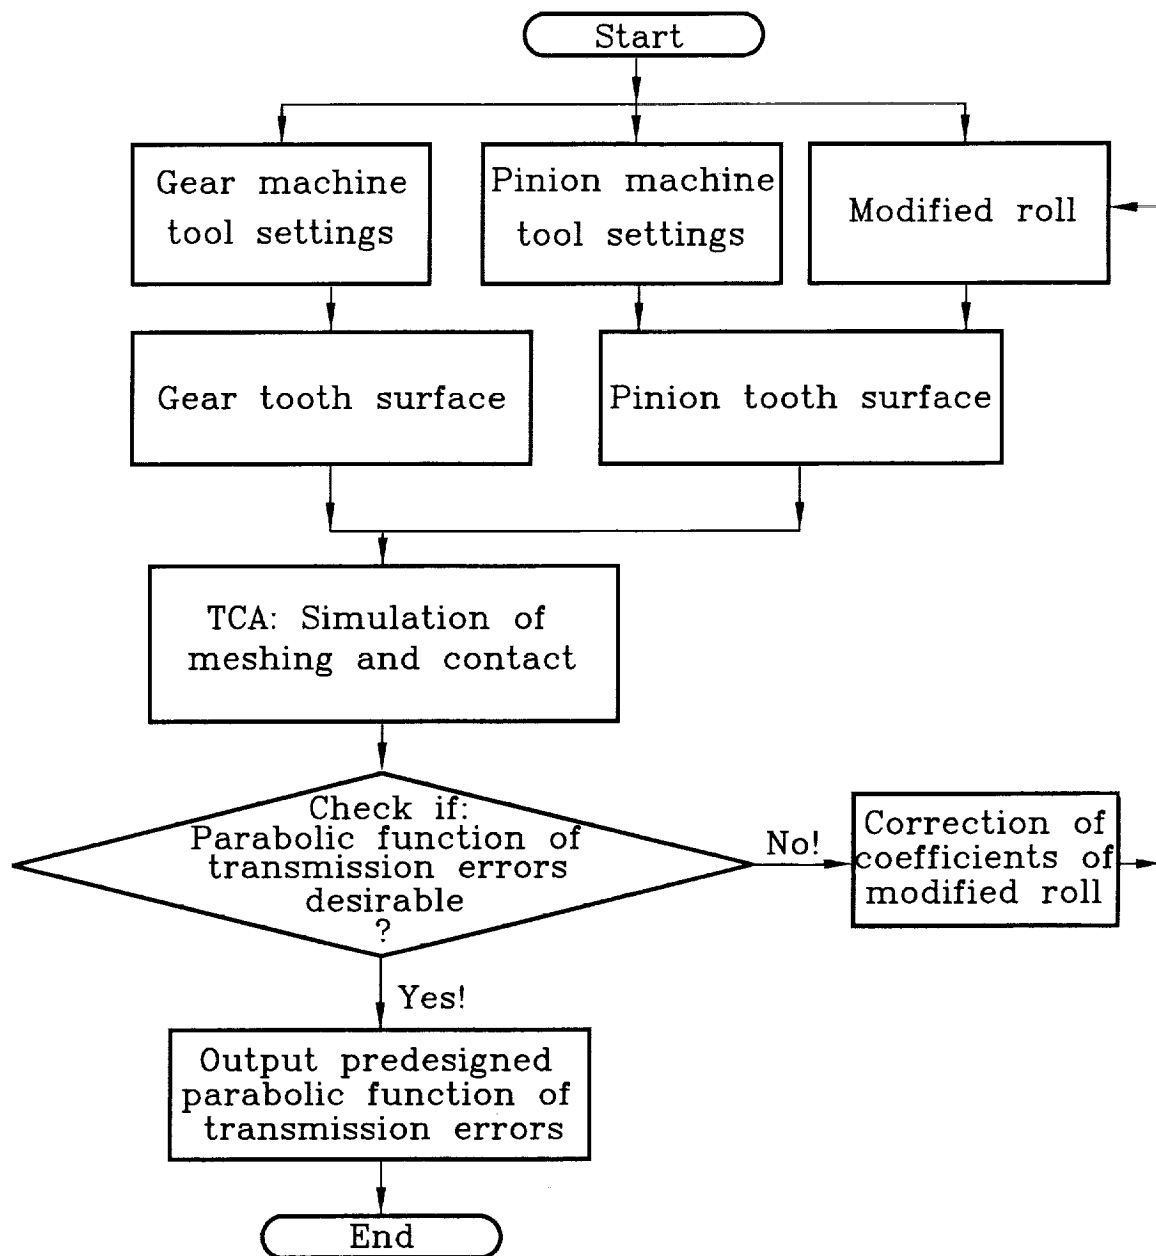 Start
Gear machine
tool settings
Pinion machine
tool settings
Modified roll
Gear tooth surface
Pinion tooth surface
TCA: Simulation of
meshing and contact
Check if:
Parabolic function of
transmission errors
desirable
?
No!
Correction of
coefficients of
modified roll
Yes!
Output predesigned
parabolic function of
transmission errors
End